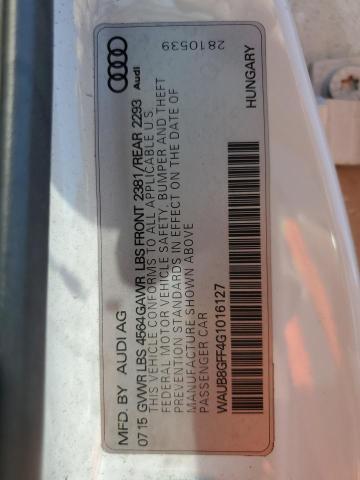 MFD. BY AUDI AG
07 15 GVWR LBS 4564 GAWR LBS FRONT 2381/REAR 2293
THIS VEHICLE CONFORMS TO ALL APPLICABLE U.S.
FEDERAL MOTOR VEHICLE SAFETY, BUMPER AND THEFT
PREVENTION STANDARDS IN EFFECT ON THE DATE OF
MANUFACTURE SHOWN ABOVE
PASSENGER CAR
WAUB8GFF4G1016127
HUNGARY
Audi
2810539